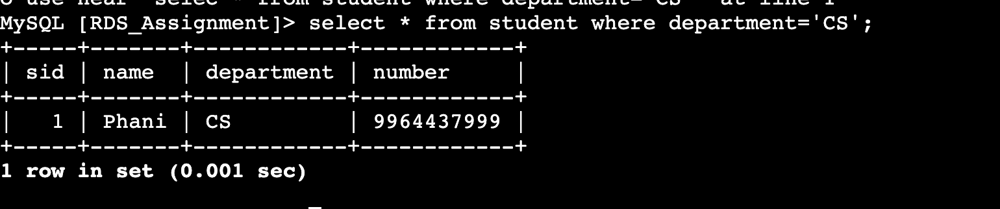 o use near 'selec * from student where department='CS'' at line 1
MySQL [RDS_Assignment]> select * from student where department='CS';
+-----+-------+------------+------------+
| sid | name  | department | number     |
+-----+-------+------------+------------+
|   1 | Phani | CS         | 9964437999 |
+-----+-------+------------+------------+
1 row in set (0.001 sec)